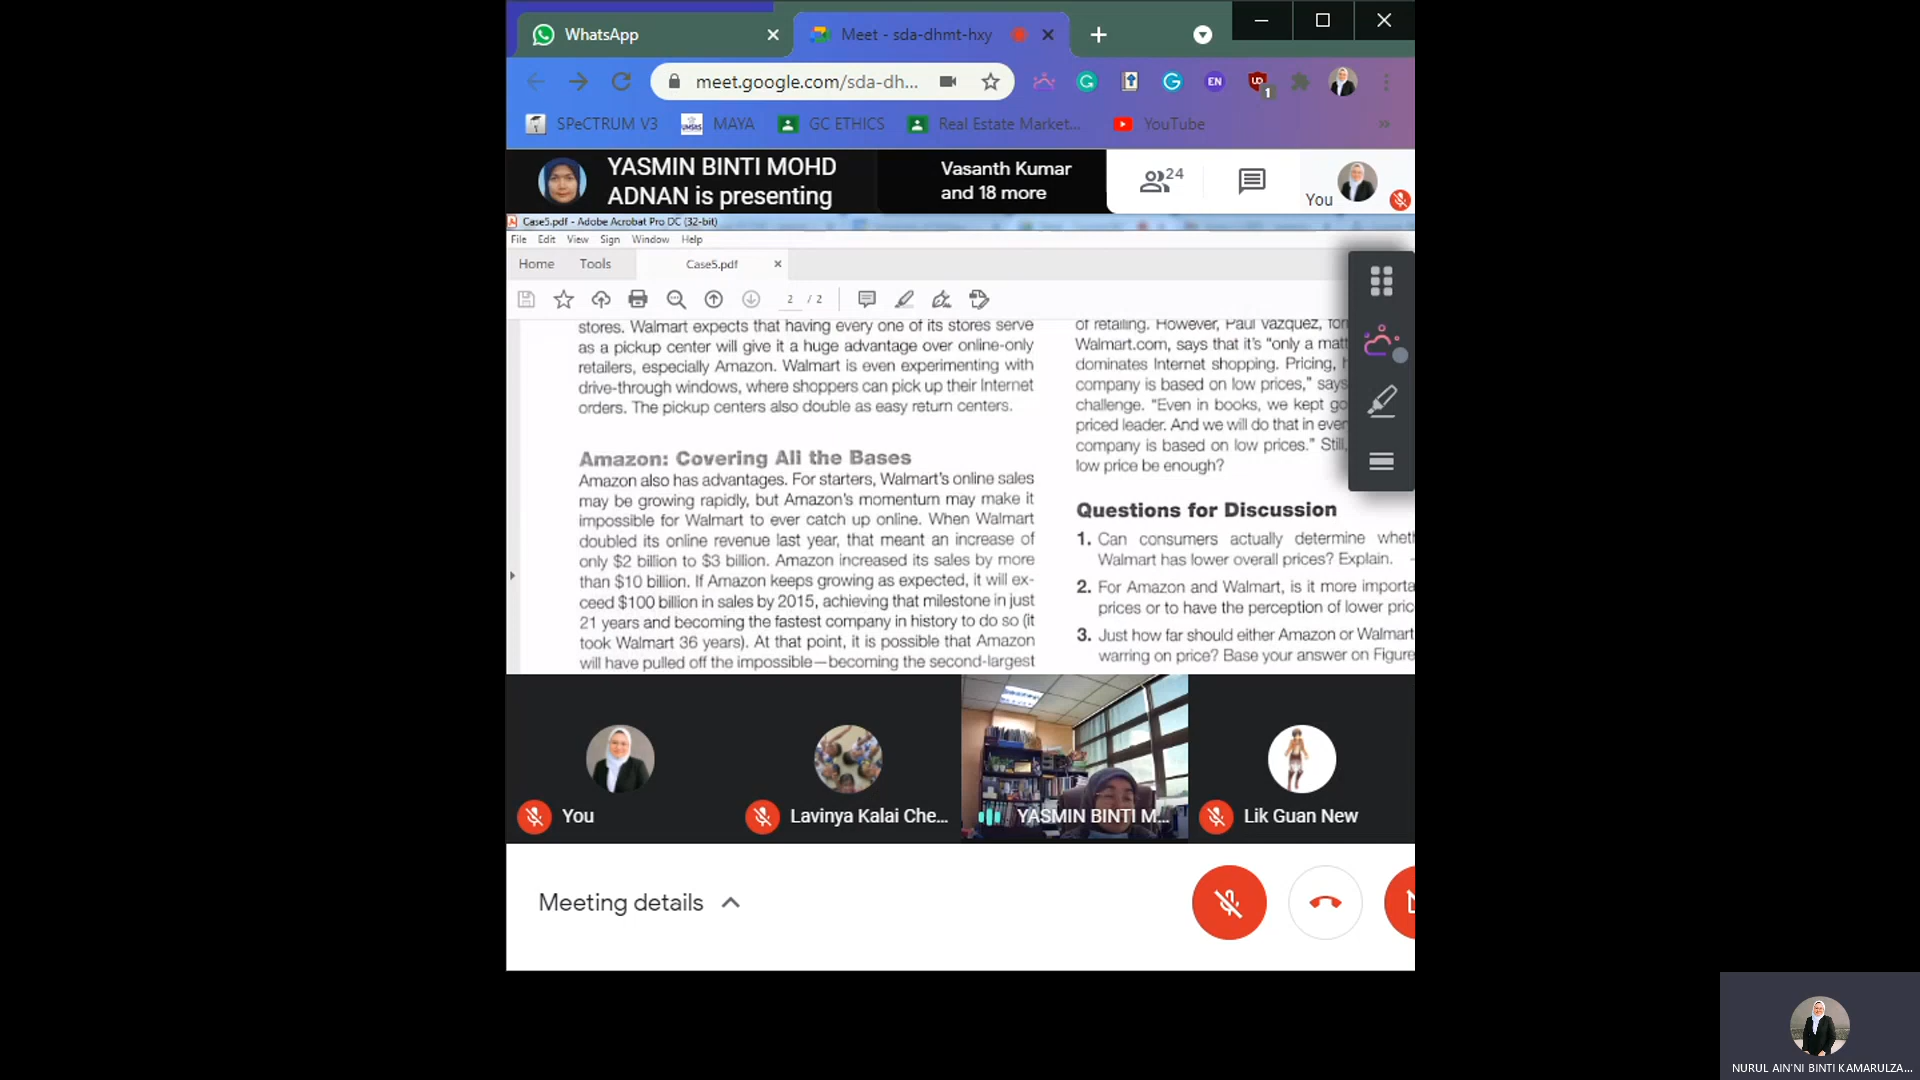 WhatsApp
Meet - sda-dhmt-hxy
meet.google.com/sda-dh...
EN
1
SPeCTRUM V3
MAYA
GC ETHICS
Real Estate Market...
YouTube
YASMIN BINTI MOHD
ADNAN is presenting
Vasanth Kumar
and 18 more
24
You
Case5.pdf - Adobe Acrobat Pro DC (32-bit)
File Edit View Sign Window Help
Home Tools Case5.pdf
2 / 2
stores. Walmart expects that having every one of its stores serve
as a pickup center will give it a huge advantage over online-only
retailers, especially Amazon. Walmart is even experimenting with
drive-through windows, where shoppers can pick up their Internet
orders. The pickup centers also double as easy return centers.
Amazon: Covering All the Bases
Amazon also has advantages. For starters, Walmart's online sales
may be growing rapidly, but Amazon's momentum may make it
impossible for Walmart to ever catch up online. When Walmart
doubled its online revenue last year, that meant an increase of
only $2 billion to $3 billion. Amazon increased its sales by more
than $10 billion. If Amazon keeps growing as expected, it will ex-
ceed $100 billion in sales by 2015, achieving that milestone in just
21 years and becoming the fastest company in history to do so (it
took Walmart 36 years). At that point, it is possible that Amazon
will have pulled off the impossible—becoming the second-largest
of retailing. However, Paul Vazquez, for
Walmart.com, says that it's "only a mat
dominates Internet shopping. Pricing, h
company is based on low prices," says
challenge. "Even in books, we kept go
priced leader. And we will do that in ever
company is based on low prices." Still,
low price be enough?
Questions for Discussion
1. Can consumers actually determine wheth
Walmart has lower overall prices? Explain.
2. For Amazon and Walmart, is it more importa
prices or to have the perception of lower pric
3. Just how far should either Amazon or Walmart
warring on price? Base your answer on Figure
You
Lavinya Kalai Che...
YASMIN BINTI M...
Lik Guan New
Meeting details
NURUL AIN'NI BINTI KAMARULZA...